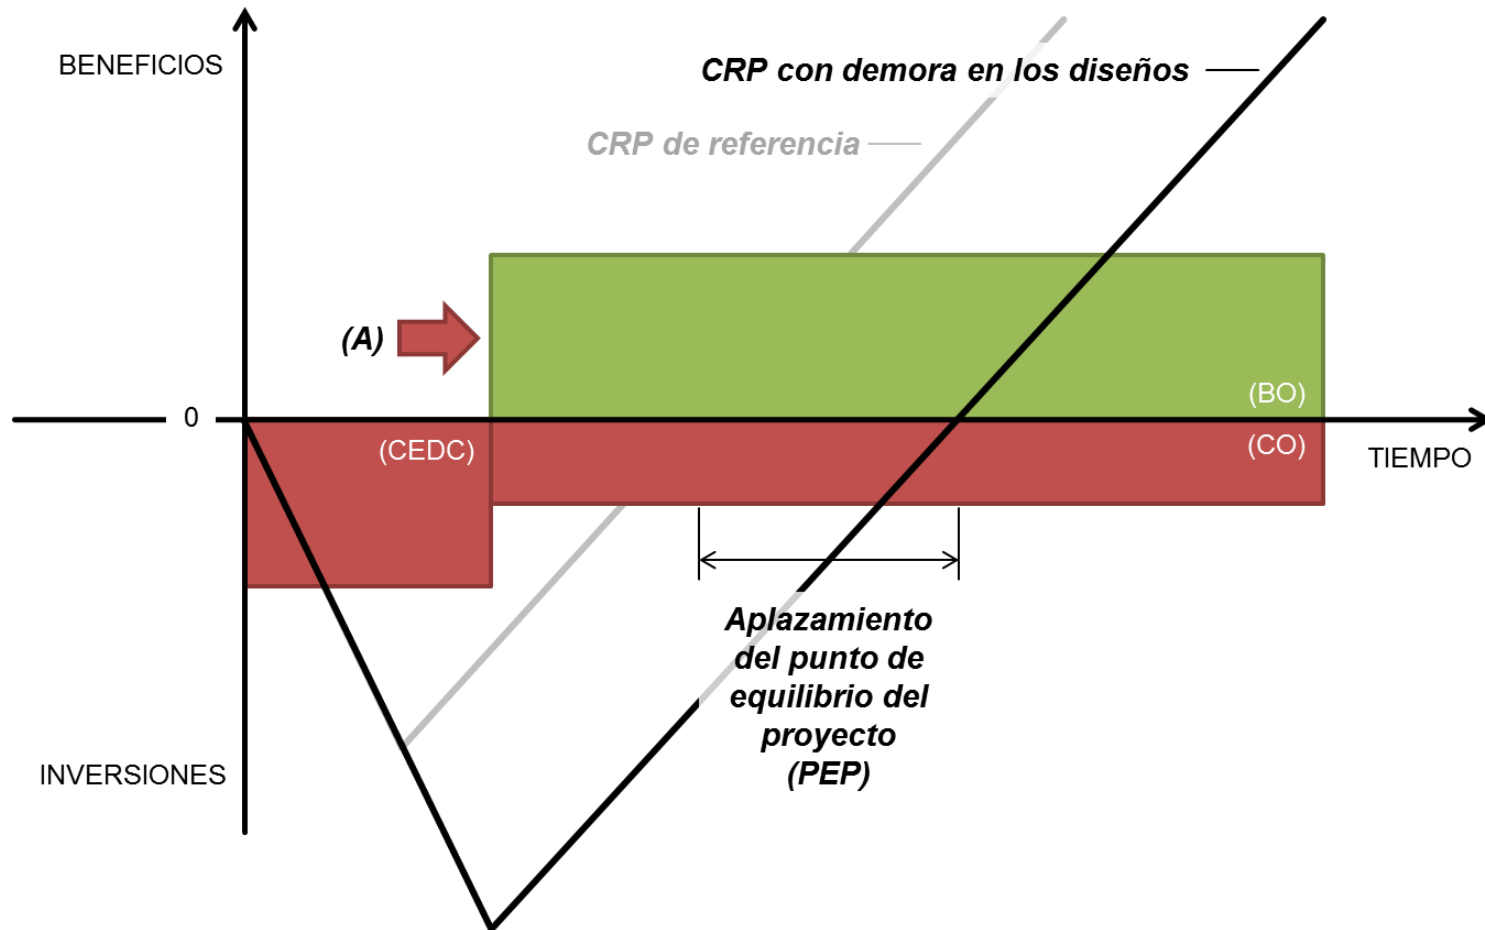 BENEFICIOS
CRP con demora en los diseños
CRP de referencia
(A)
(BO)
0
(CEDC)
(CO)
TIEMPO
Aplazamiento
del punto de
equilibrio del
proyecto
(PEP)
INVERSIONES